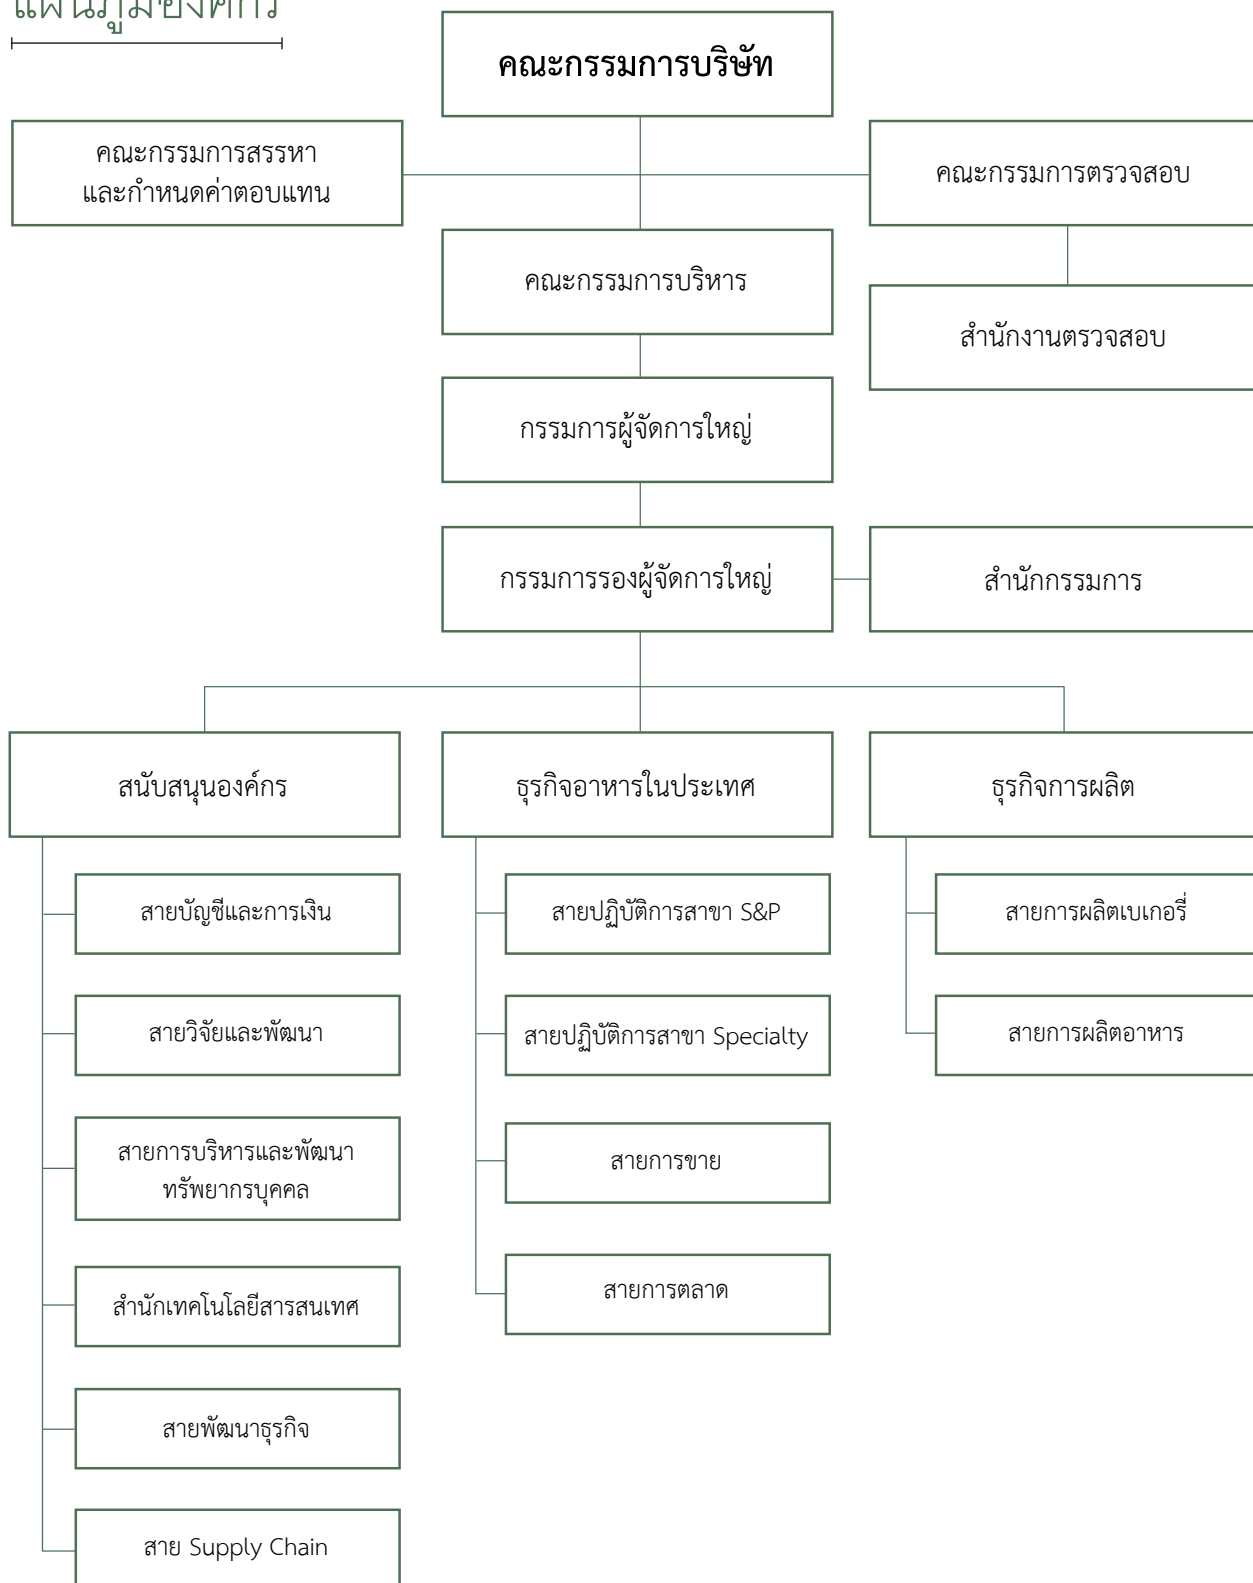 แผนภูมิองค์กร
คณะกรรมการบริษัท
คณะกรรมการสรรหา
และกำหนดค่าตอบแทน
คณะกรรมการตรวจสอบ
คณะกรรมการบริหาร
สำนักงานตรวจสอบ
กรรมการผู้จัดการใหญ่
กรรมการรองผู้จัดการใหญ่
สำนักกรรมการ
สนับสนุนองค์กร
ธุรกิจอาหารในประเทศ
ธุรกิจการผลิต
สายบัญชีและการเงิน
สายปฏิบัติการสาขา S&P
สายการผลิตเบเกอรี่
สายวิจัยและพัฒนา
สายปฏิบัติการสาขา Specialty
สายการผลิตอาหาร
สายการบริหารและพัฒนา
ทรัพยากรบุคคล
สายการขาย
สำนักเทคโนโลยีสารสนเทศ
สายการตลาด
สายพัฒนาธุรกิจ
สาย Supply Chain